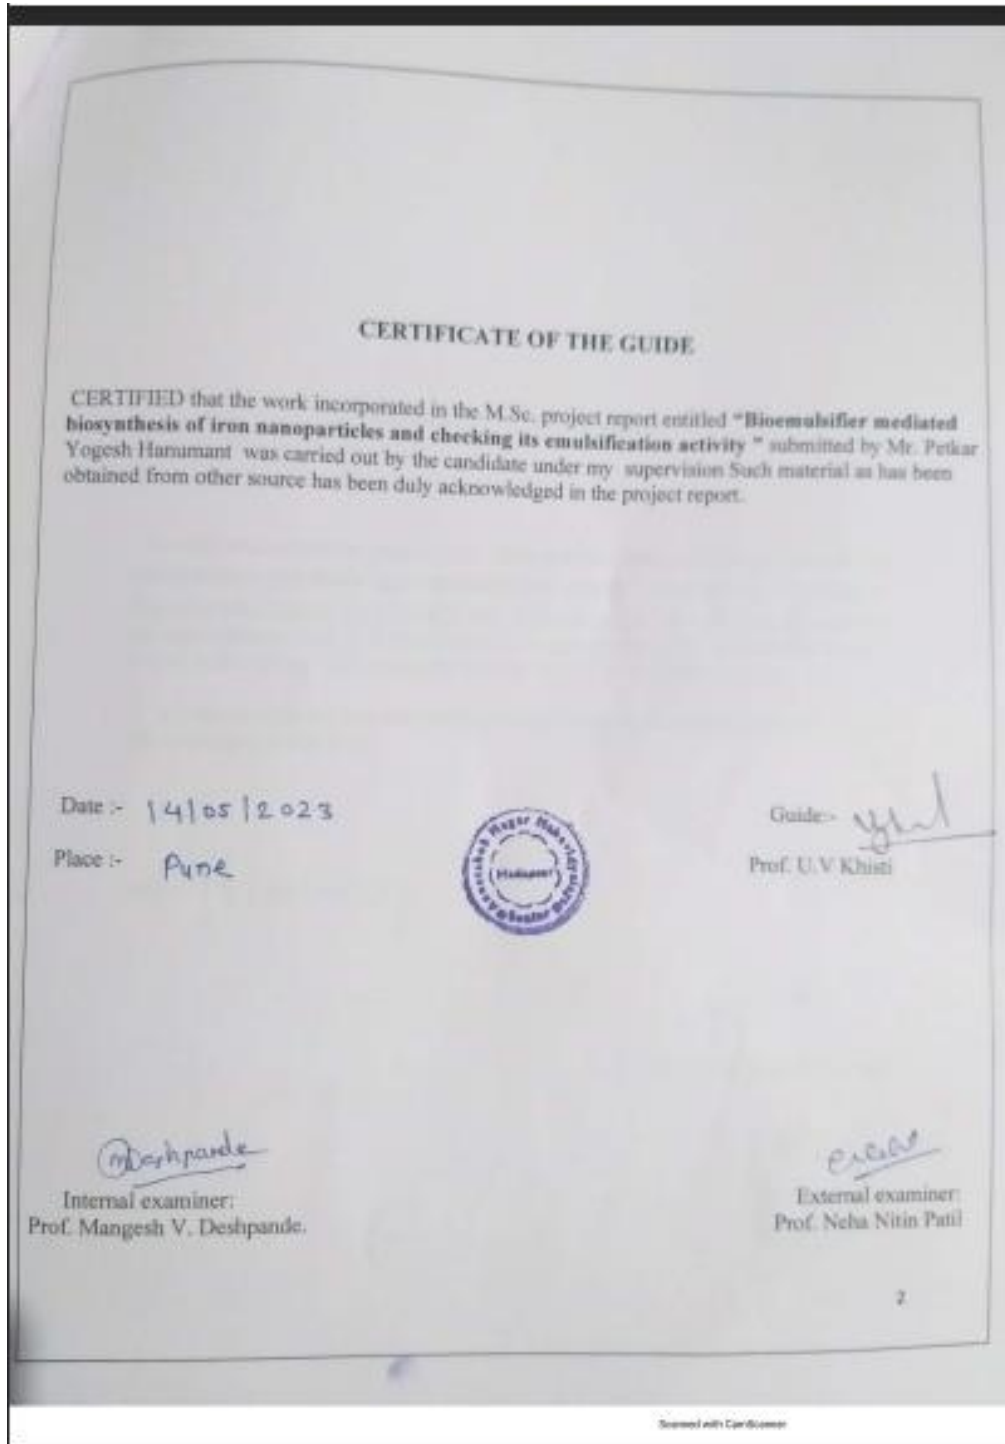 CERTIFICATE OF THE GUIDE
CERTIFIED that the work incorporated in the M.Sc. project report entitled “Bioemulsifier mediated
biosynthesis of iron nanoparticles and checking its emulsification activity ” submitted by Mr. Petkar
Yogesh Hanumant was carried out by the candidate under my supervision Such material as has been
obtained from other source has been duly acknowledged in the project report.
Date :- 14/05/2023
Place :- Pune
Guide:-
Prof. U.V Khisti
Hadapsar
mDeshpande
Internal examiner:
Prof. Mangesh V. Deshpande.
External examiner:
Prof. Neha Nitin Patil
2
Scanned with CamScanner